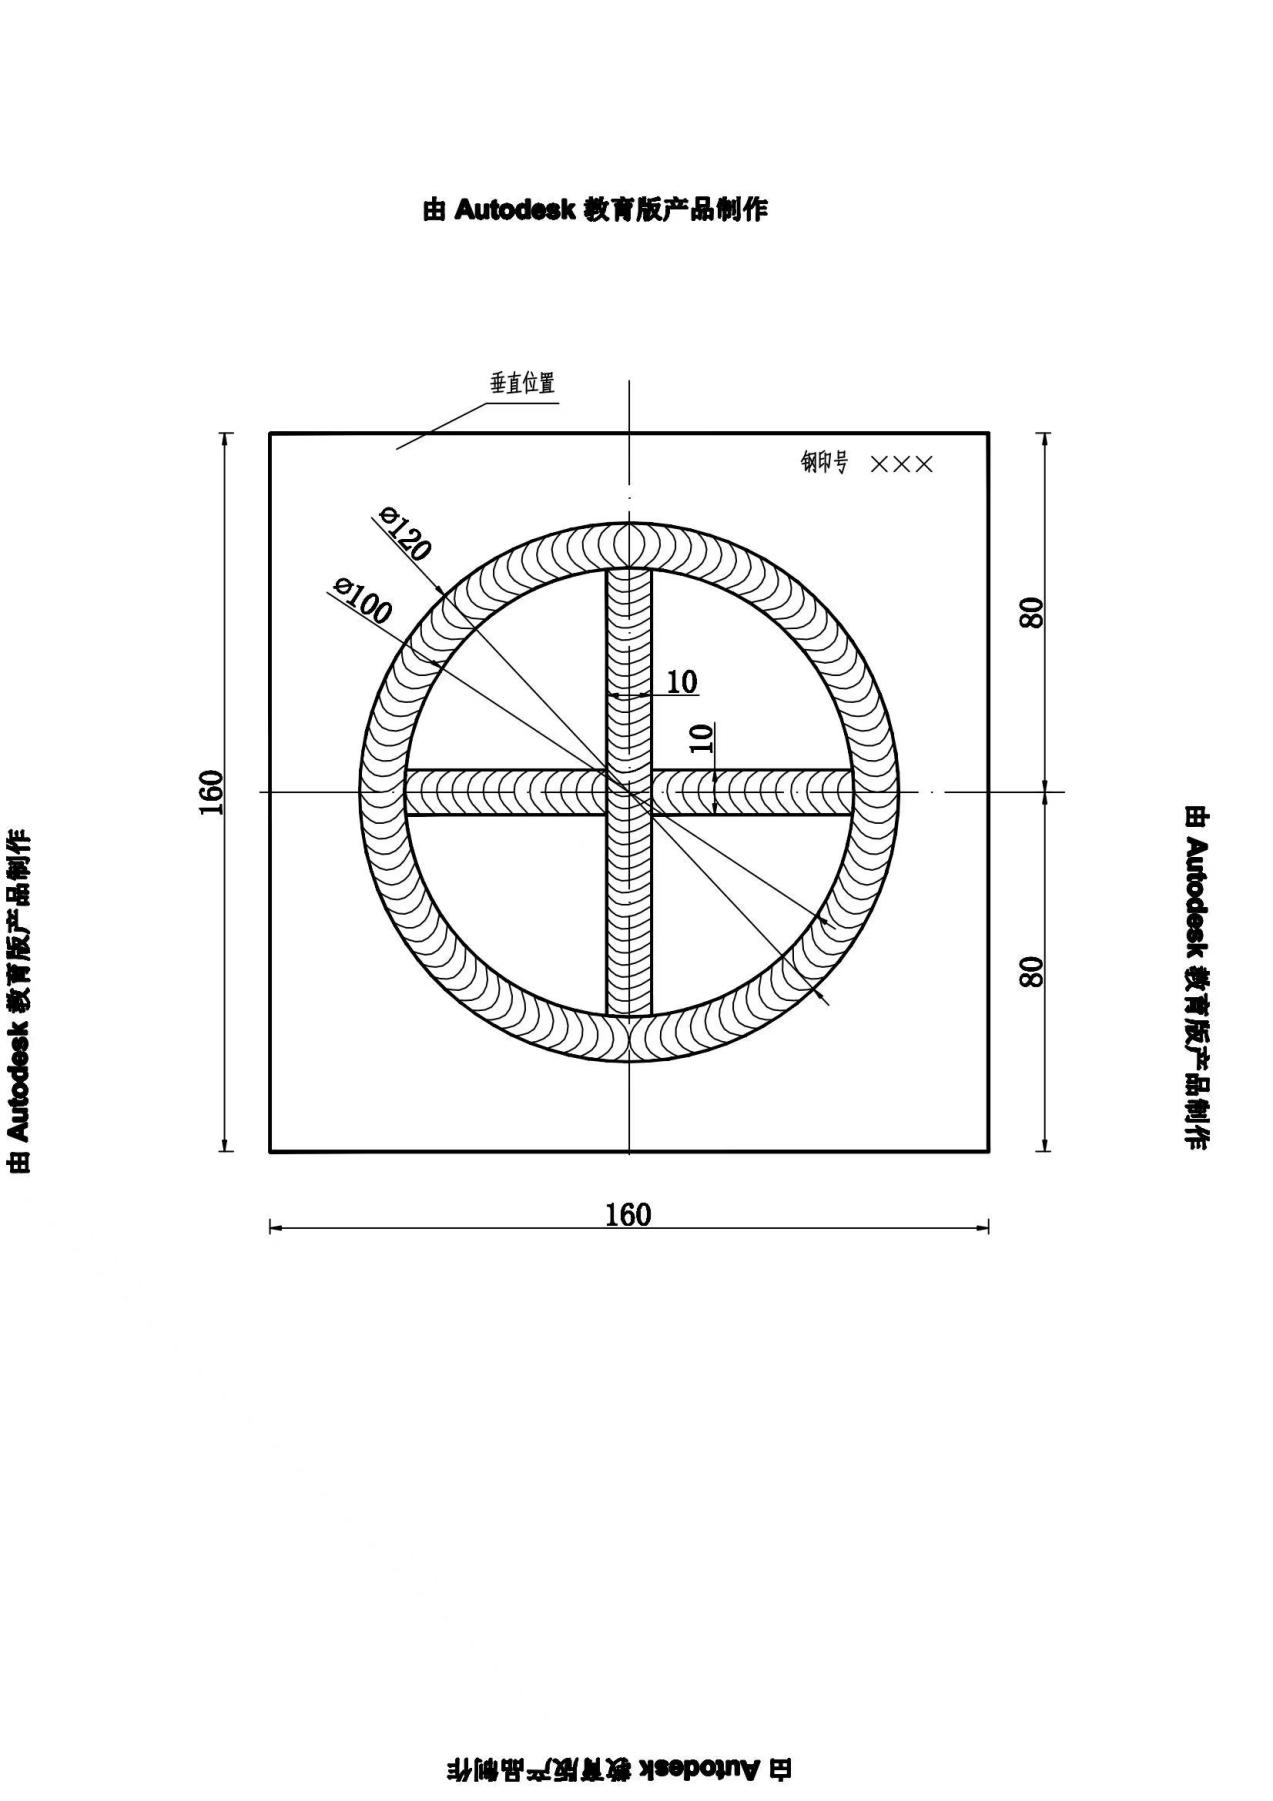 由 Autodesk 教育版产品制作
垂直位置
钢印号 ×××
ø120
ø100
10
10
80
160
80
160
由 Autodesk 教育版产品制作
由 Autodesk 教育版产品制作
由 Autodesk 教育版产品制作